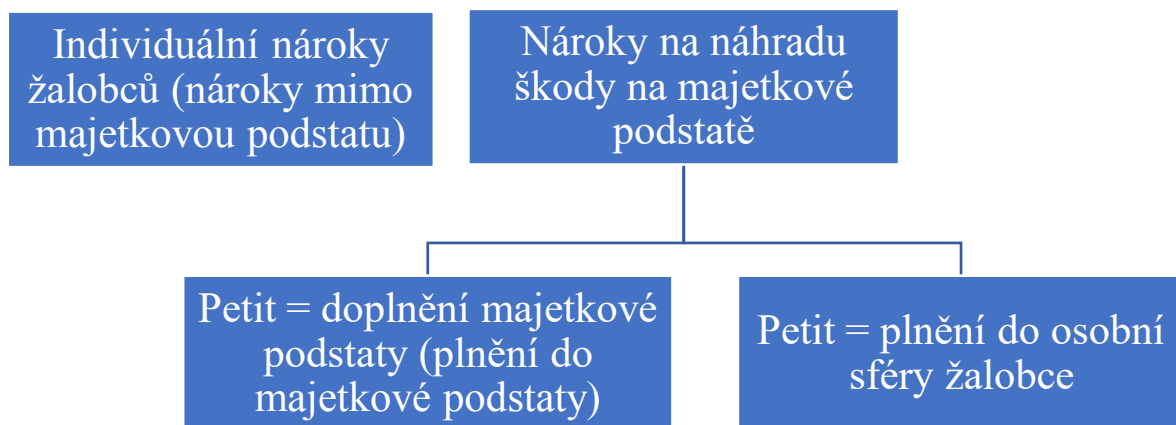 Individuální nároky
žalobců (nároky mimo
majetkovou podstatu)
Nároky na náhradu
škody na majetkové
podstatě
Petit = doplnění majetkové
podstaty (plnění do
majetkové podstaty)
Petit = plnění do osobní
sféry žalobce